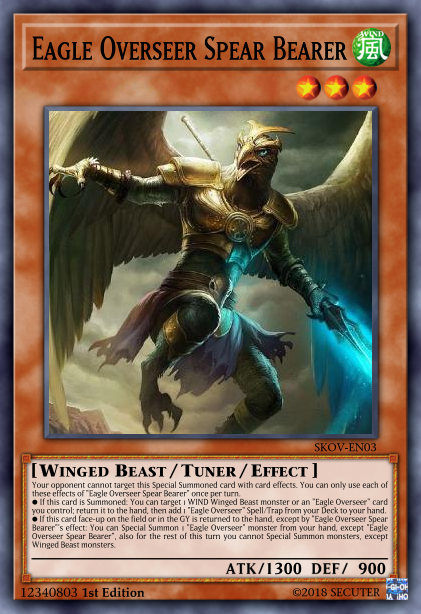 EAGLE OVERSEER SPEAR BEARER
WIND
風
SKOV-EN03
[WINGED BEAST/TUNER/EFFECT]
Your opponent cannot target this Special Summoned card with card effects. You can only use each
of these effects of "Eagle Overseer Spear Bearer" once per turn.
● If this card is Summoned: You can target 1 WIND Winged Beast monster or an "Eagle Overseer" card
you control; return it to the hand, then add 1 "Eagle Overseer" Spell/Trap from your Deck to your hand.
● If this card face-up on the field or in the GY is returned to the hand, except by "Eagle Overseer Spear
Bearer"'s effect: You can Special Summon 1 "Eagle Overseer" monster from your hand, except "Eagle
Overseer Spear Bearer", also for the rest of this turn you cannot Special Summon monsters, except
Winged Beast monsters.
ATK/1300 DEF/ 900
12340803 1st Edition ©2018 SECUTER